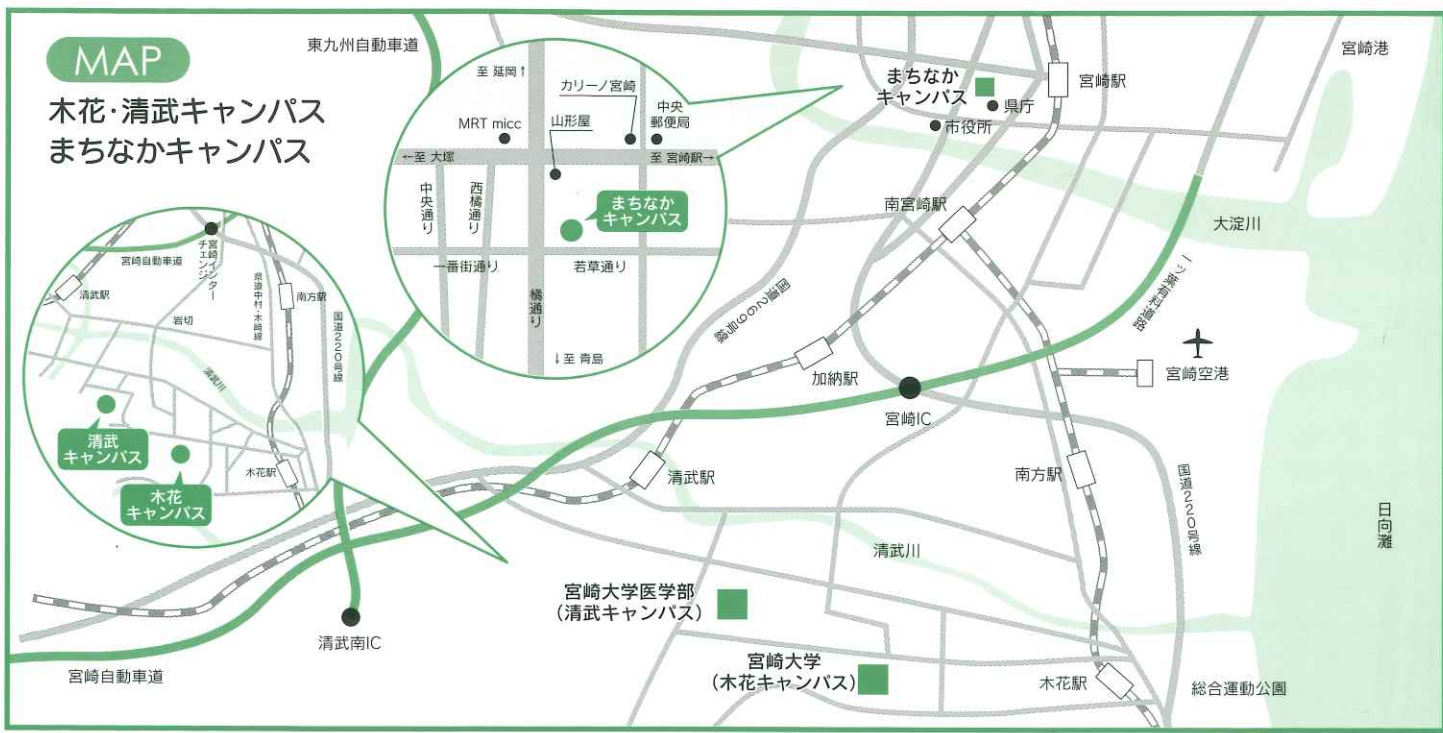 MAP
木花・清武キャンパス
まちなかキャンパス
東九州自動車道
至 延岡↑
カリーノ宮崎
MRT micc
山形屋
中央
郵便局
←至 大塚
至 宮崎駅→
中央通り
西橘通り
まちなか
キャンパス
一番街通り
若草通り
橘通り
↓至 青島
まちなか
キャンパス
県庁
市役所
宮崎駅
宮崎港
南宮崎駅
大淀川
一ッ葉有料道路
国道269号線
加納駅
宮崎IC
宮崎空港
宮崎自動車道
宮崎インター
チェンジ
県道中村・木崎線
清武駅
南方駅
岩切
国道220号線
清武川
清武
キャンパス
木花
キャンパス
木花駅
清武駅
南方駅
国道220号線
日向灘
清武川
宮崎大学医学部
(清武キャンパス)
清武南IC
宮崎自動車道
宮崎大学
(木花キャンパス)
木花駅
総合運動公園